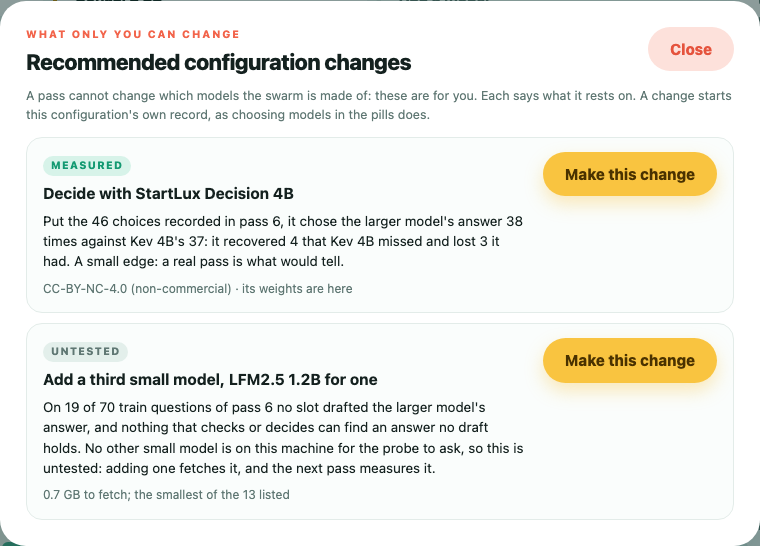 WHAT ONLY YOU CAN CHANGE
Recommended configuration changes
Close
A pass cannot change which models the swarm is made of: these are for you. Each says what it rests on. A change starts
this configuration's own record, as choosing models in the pills does.
MEASURED
Decide with StartLux Decision 4B
Make this change
Put the 46 choices recorded in pass 6, it chose the larger model's answer 38
times against Kev 4B's 37: it recovered 4 that Kev 4B missed and lost 3 it
had. A small edge: a real pass is what would tell.
CC-BY-NC-4.0 (non-commercial) · its weights are here
UNTESTED
Add a third small model, LFM2.5 1.2B for one
Make this change
On 19 of 70 train questions of pass 6 no slot drafted the larger model's
answer, and nothing that checks or decides can find an answer no draft
holds. No other small model is on this machine for the probe to ask, so this is
untested: adding one fetches it, and the next pass measures it.
0.7 GB to fetch; the smallest of the 13 listed